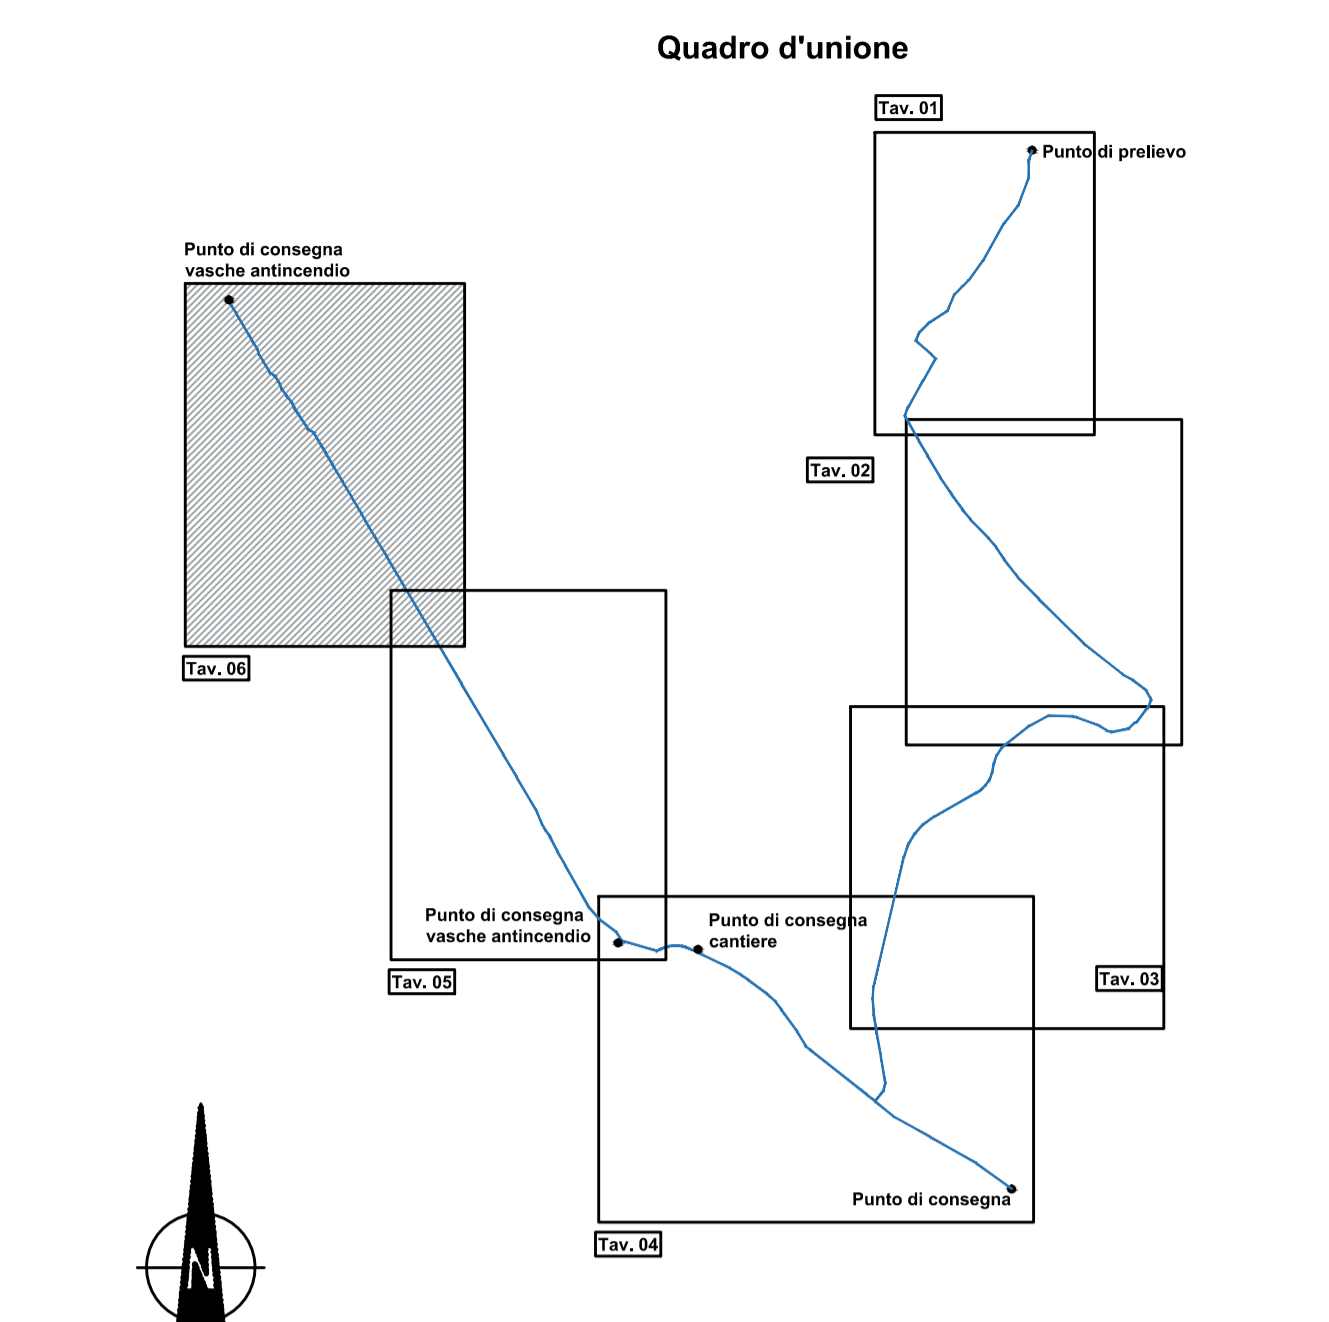 Quadro d'unione
Tav. 01
Punto di prelievo
Punto di consegna
vasche antincendio
Tav. 02
Tav. 06
Punto di consegna
vasche antincendio
Punto di consegna
cantiere
Tav. 05
Tav. 03
Punto di consegna
Tav. 04
N